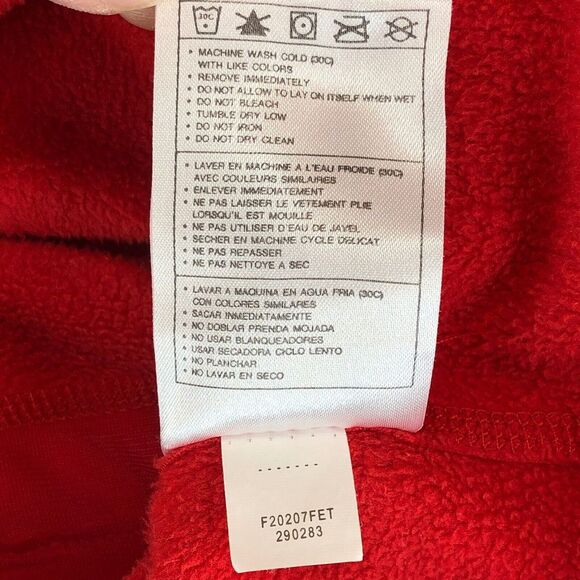 30C
• MACHINE WASH COLD (30C)
WITH LIKE COLORS
• REMOVE IMMEDIATELY
• DO NOT ALLOW TO LAY ON ITSELF WHEN WET
• DO NOT BLEACH
• TUMBLE DRY LOW
• DO NOT IRON
• DO NOT DRY CLEAN
• LAVER EN MACHINE A L'EAU FROIDE (30C)
AVEC COULEURS SIMILAIRES
• ENLEVER IMMEDIATEMENT
• NE PAS LAISSER LE VETEMENT PLIE
LORSQU'IL EST MOUILLE
• NE PAS UTILISER D'EAU DE JAVEL
• SECHER EN MACHINE CYCLE DELICAT
• NE PAS REPASSER
• NE PAS NETTOYE A SEC
• LAVAR A MAQUINA EN AGUA FRIA (30C)
CON COLORES SIMILARES
• SACAR INMEDIATAMENTE
• NO DOBLAR PRENDA MOJADA
• NO USAR BLANQUEADORES
• USAR SECADORA CICLO LENTO
• NO PLANCHAR
• NO LAVAR EN SECO
-------
F20207FET
290283